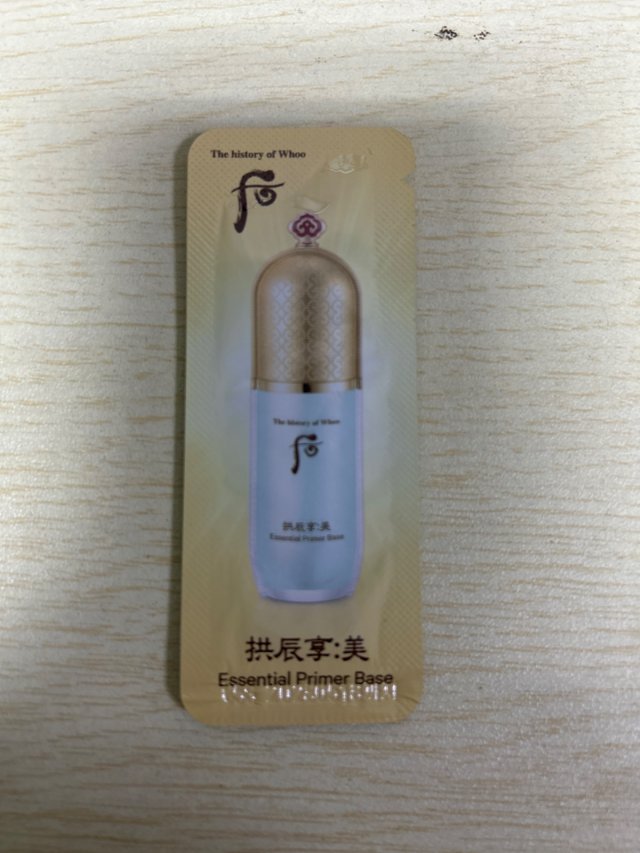 The history of Whoo
后
The history of Whoo
后
拱辰享:美
Essential Primer Base
拱辰享:美
Essential Primer Base